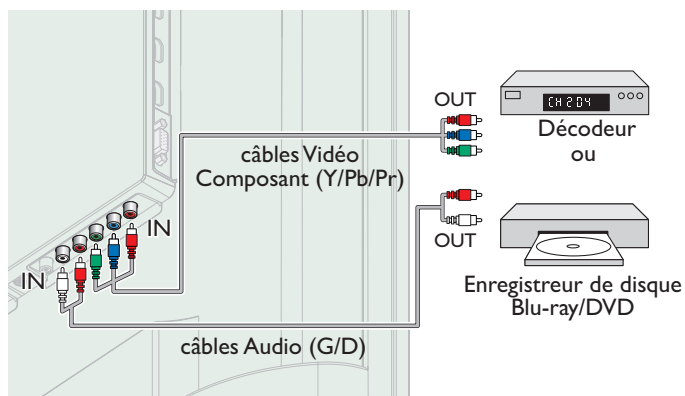 OUT
CH 204
Décodeur
ou
câbles Vidéo
Composant (Y/Pb/Pr)
IN
OUT
IN
Enregistreur de disque
Blu-ray/DVD
câbles Audio (G/D)